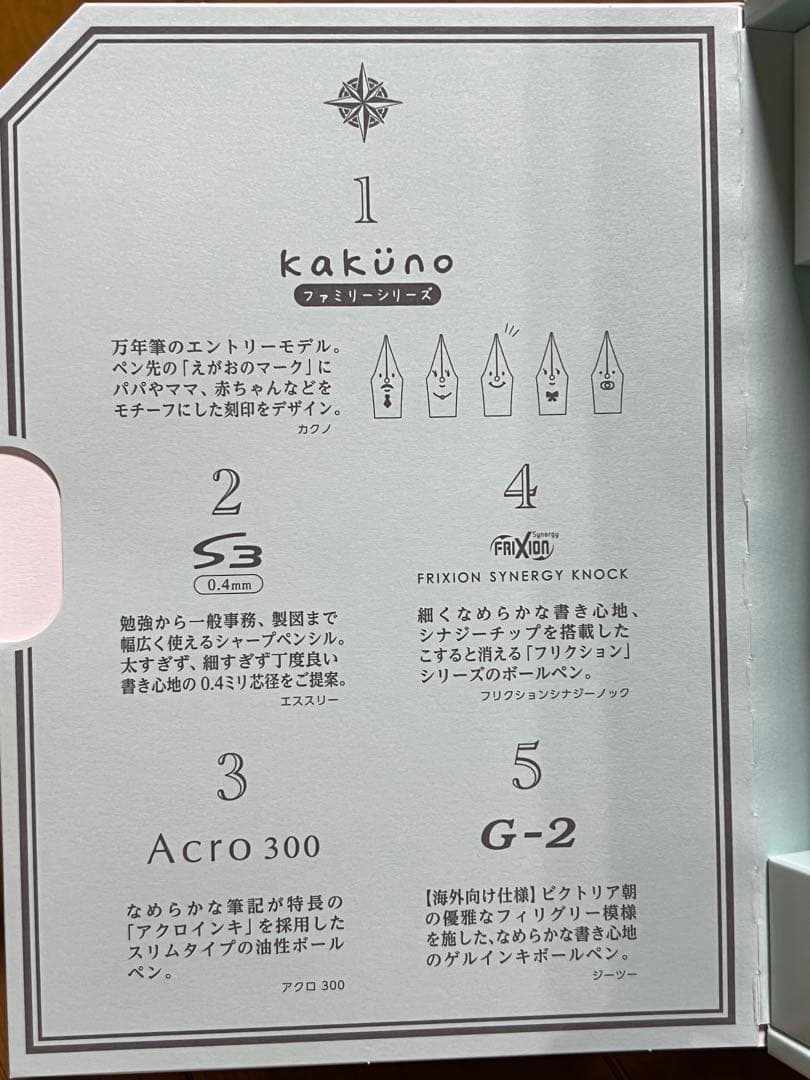 1
kaküno
ファミリーシリーズ
万年筆のエントリーモデル。
ペン先の「えがおのマーク」に
パパやママ、赤ちゃんなどを
モチーフにした刻印をデザイン。
カクノ
2
S3
0.4mm
勉強から一般事務、製図まで
幅広く使えるシャープペンシル。
太すぎず、細すぎず丁度良い
書き心地の0.4ミリ芯径をご提案。
エススリー
3
Acro 300
なめらかな筆記が特長の
「アクロインキ」を採用した
スリムタイプの油性ボール
ペン。
アクロ 300
4
Synergy
FRIXION
FRIXION SYNERGY KNOCK
細くなめらかな書き心地、
シナジーチップを搭載した
こすると消える「フリクション」
シリーズのボールペン。
フリクションシナジーノック
5
G-2
【海外向け仕様】ビクトリア朝
の優雅なフィリグリー模様
を施した、なめらかな書き心地
のゲルインキボールペン。
ジーツー